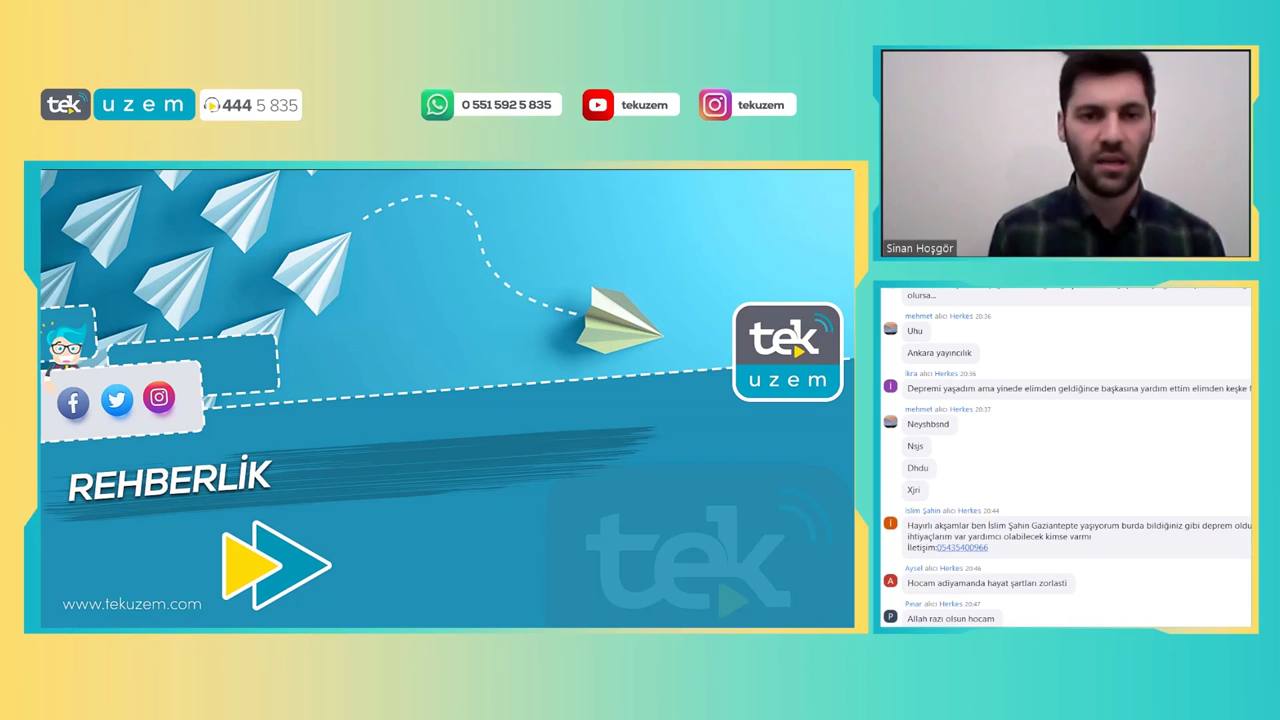 tek uzem 444 5 835
0 551 592 5 835
tekuzem
tekuzem
tek
uzem
REHBERLİK
tek
www.tekuzem.com
Sinan Hoşgör
olursa...
mehmet alıcı Herkes 20:36
Uhu
Ankara yayıncılık
İkra alıcı Herkes 20:36
i
Depremi yaşadım ama yinede elimden geldiğince başkasına yardım ettim elimden keşke
mehmet alıcı Herkes 20:37
Neyshbsnd
Nsjs
Dhdu
Xjri
İslim Şahin alıcı Herkes 20:44
i
Hayırlı akşamlar ben İslim Şahin Gaziantepte yaşıyorum burda bildiğiniz gibi deprem oldu
ihtiyaçlarım var yardımcı olabilecek kimse varmı
İletişim:05435400966
Aysel alıcı Herkes 20:46
A
Hocam adiyamanda hayat şartları zorlasti
Pınar alıcı Herkes 20:47
P
Allah razı olsun hocam